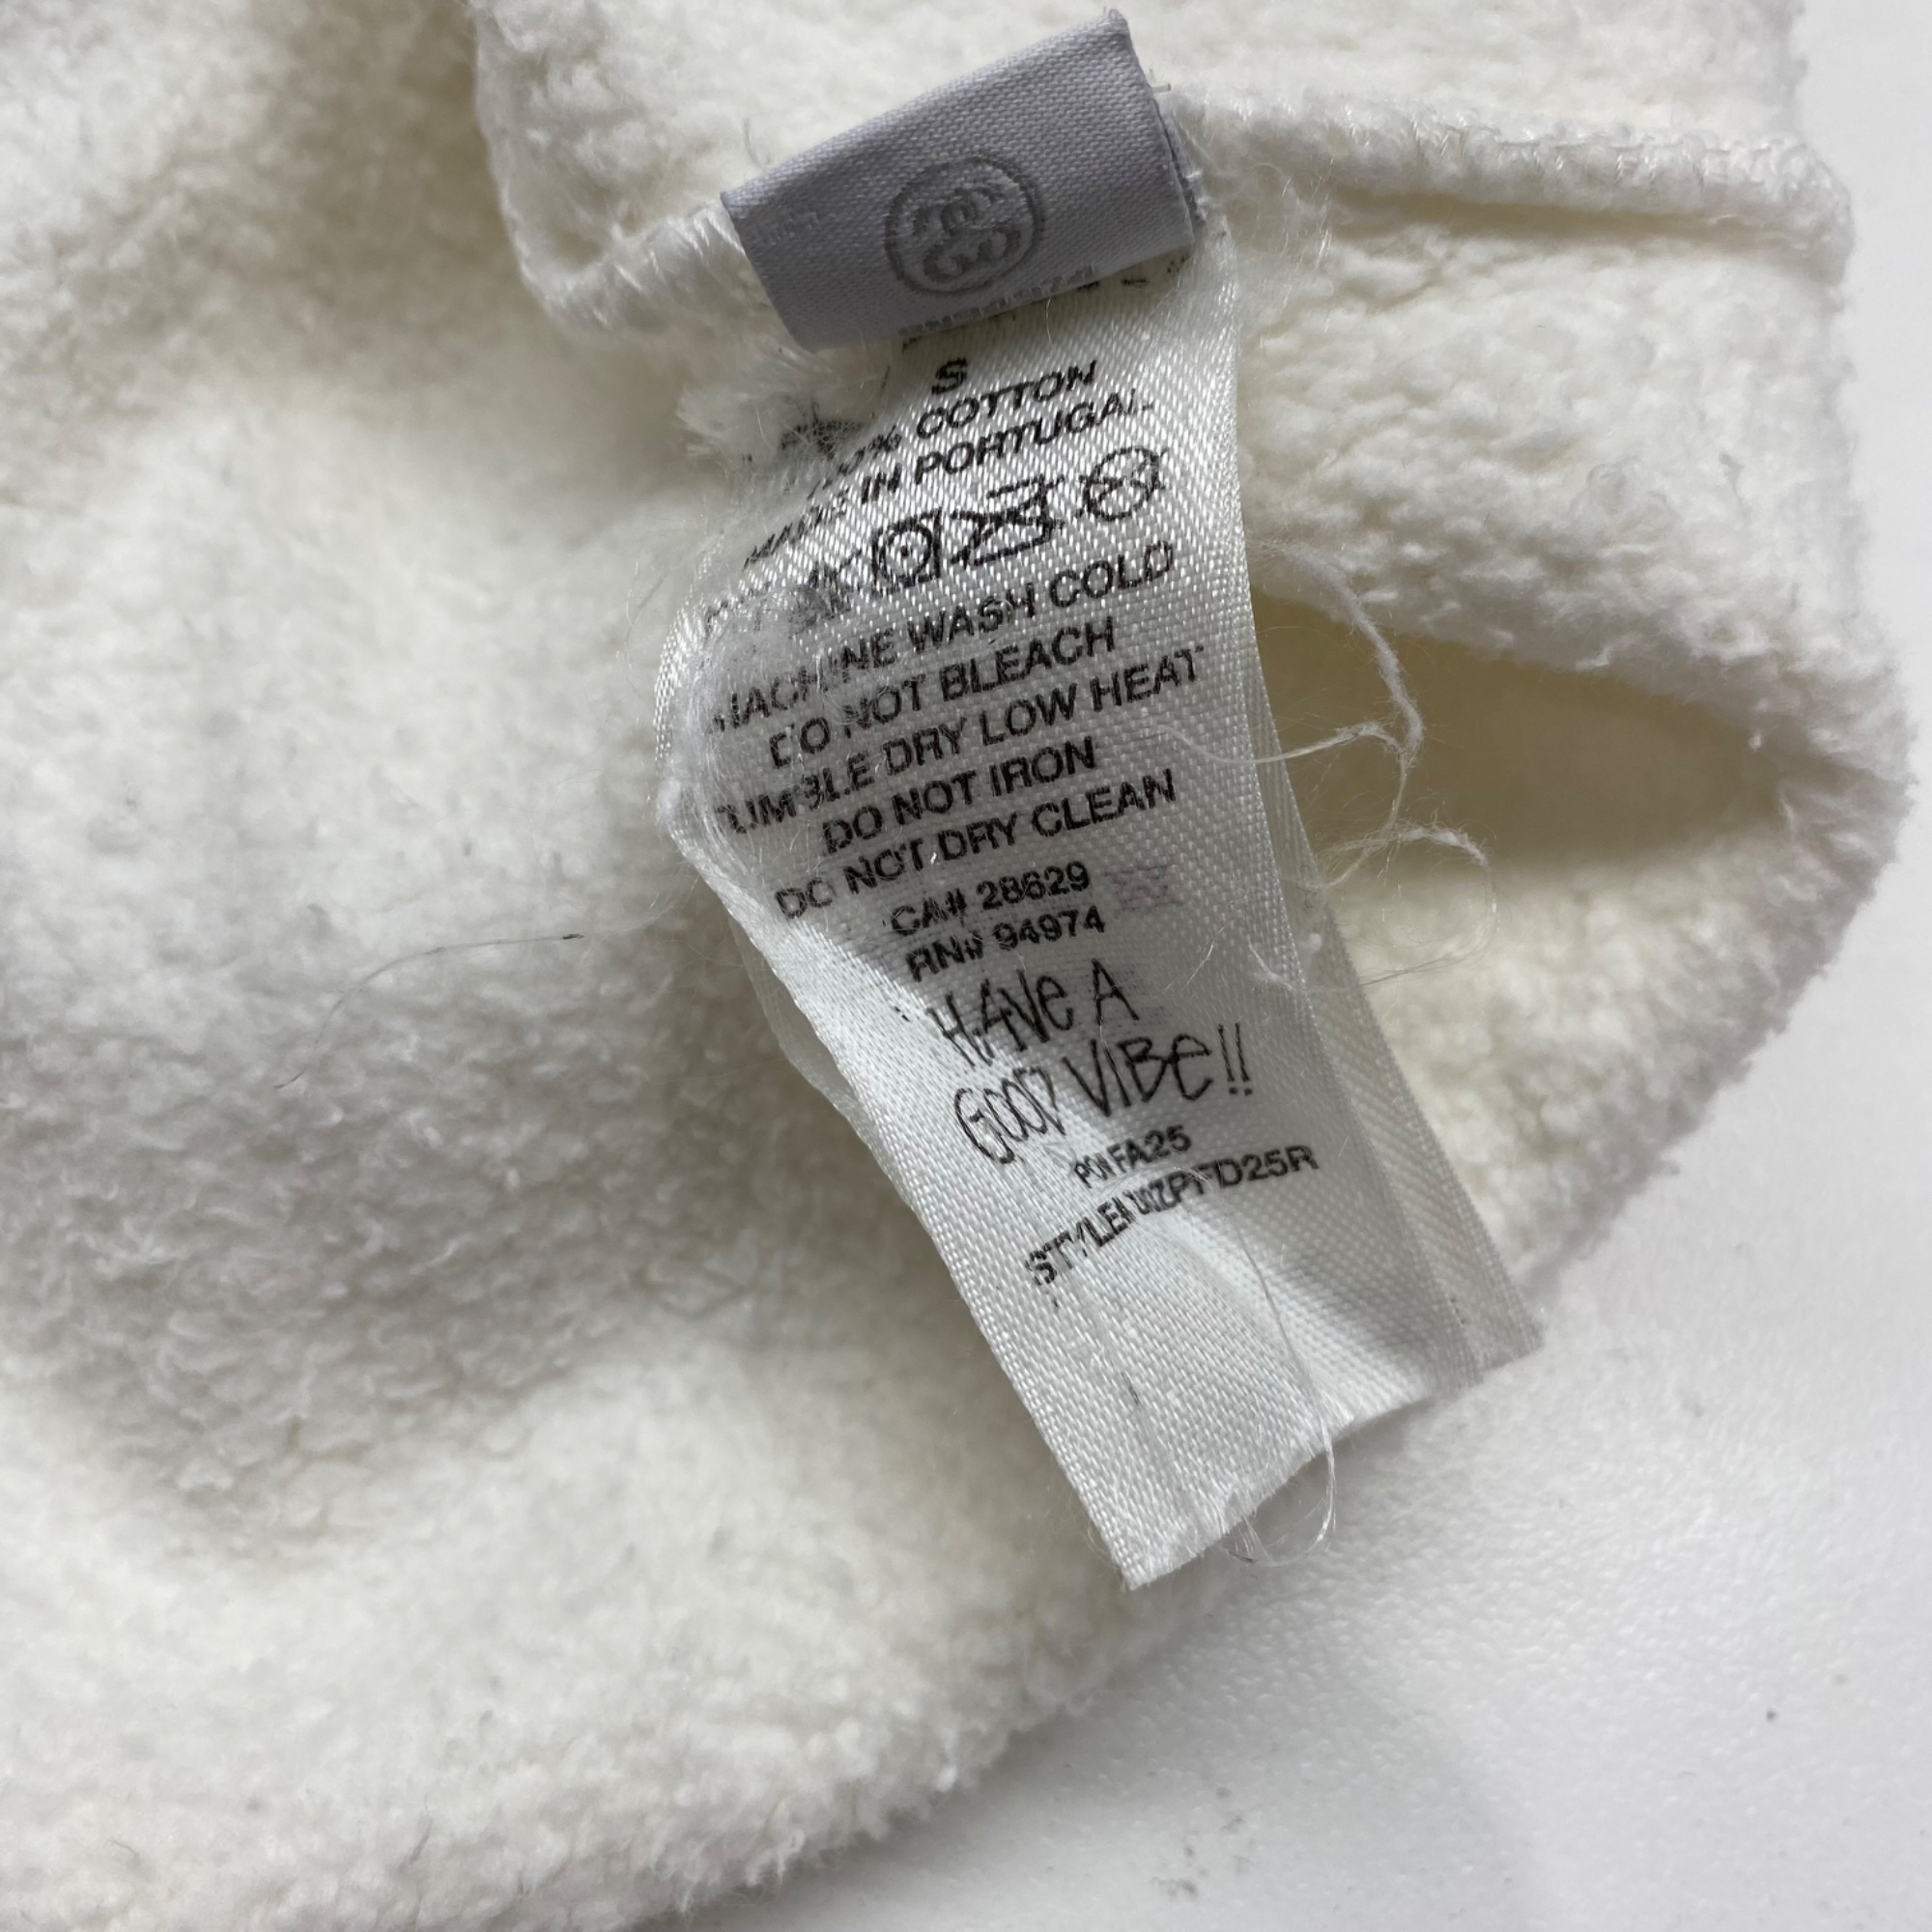 S
COTTON
IN PORTUGAL
MACHINE WASH COLD
DO NOT BLEACH
TUMBLE DRY LOW HEAT
DO NOT IRON
DO NOT DRY CLEAN
CA# 28629
RN# 94974
HAVE A
GOOD VIBE!!
FA25